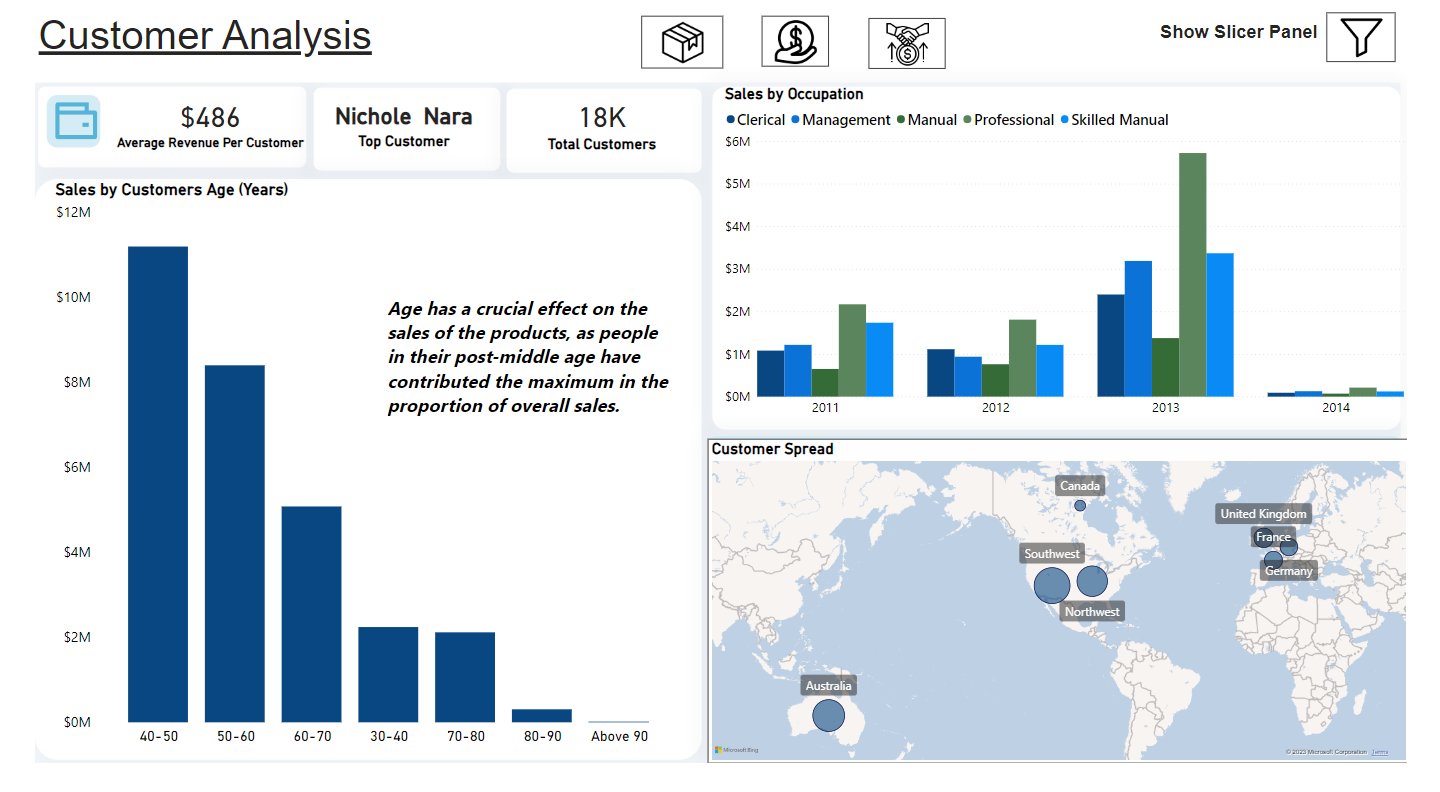 Customer Analysis
Show Slicer Panel
$486
Average Revenue Per Customer
Nichole Nara
Top Customer
18K
Total Customers
Sales by Customers Age (Years)
$12M
$10M
$8M
$6M
$4M
$2M
$0M
40-50 50-60 60-70 30-40 70-80 80-90 Above 90
Age has a crucial effect on the
sales of the products, as people
in their post-middle age have
contributed the maximum in the
proportion of overall sales.
Sales by Occupation
Clerical Management Manual Professional Skilled Manual
$6M
$5M
$4M
$3M
$2M
$1M
$0M
2011 2012 2013 2014
Customer Spread
Canada
United Kingdom
France
Germany
Southwest
Northwest
Australia
Microsoft Bing
© 2023 Microsoft Corporation Terms